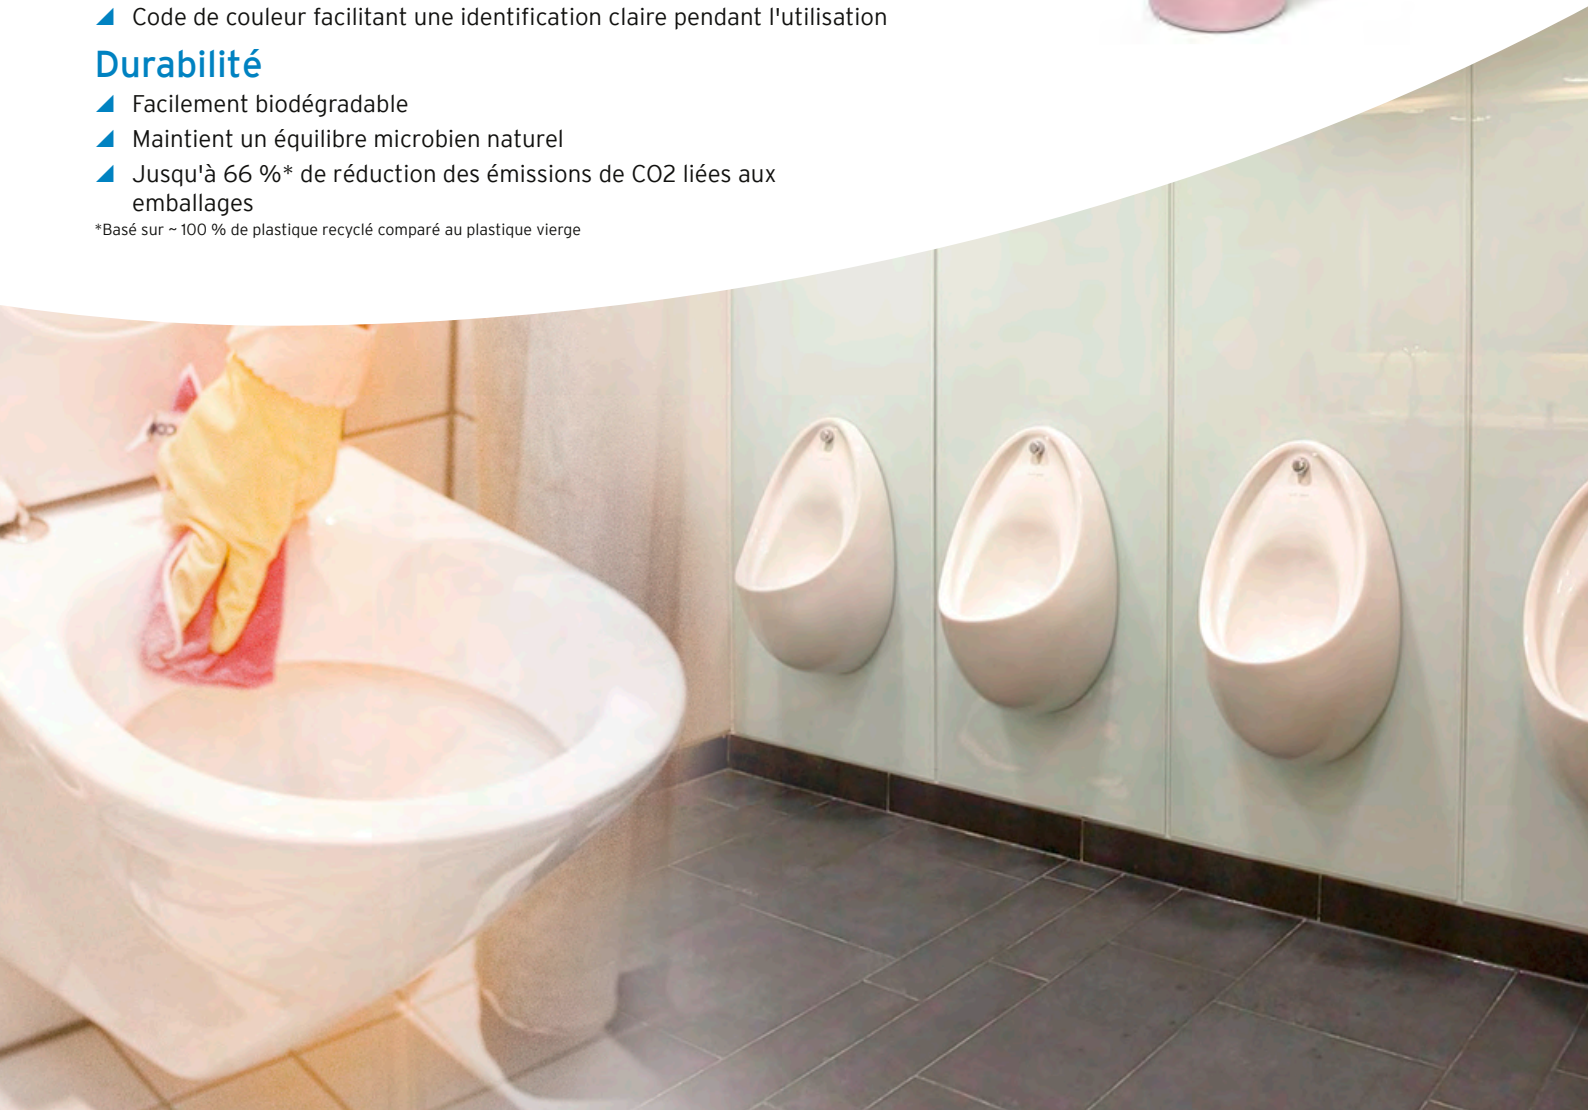 Code de couleur facilitant une identification claire pendant l'utilisation
Durabilité
Facilement biodégradable
Maintient un équilibre microbien naturel
Jusqu'à 66 %* de réduction des émissions de CO2 liées aux
emballages
*Basé sur ~ 100 % de plastique recyclé comparé au plastique vierge